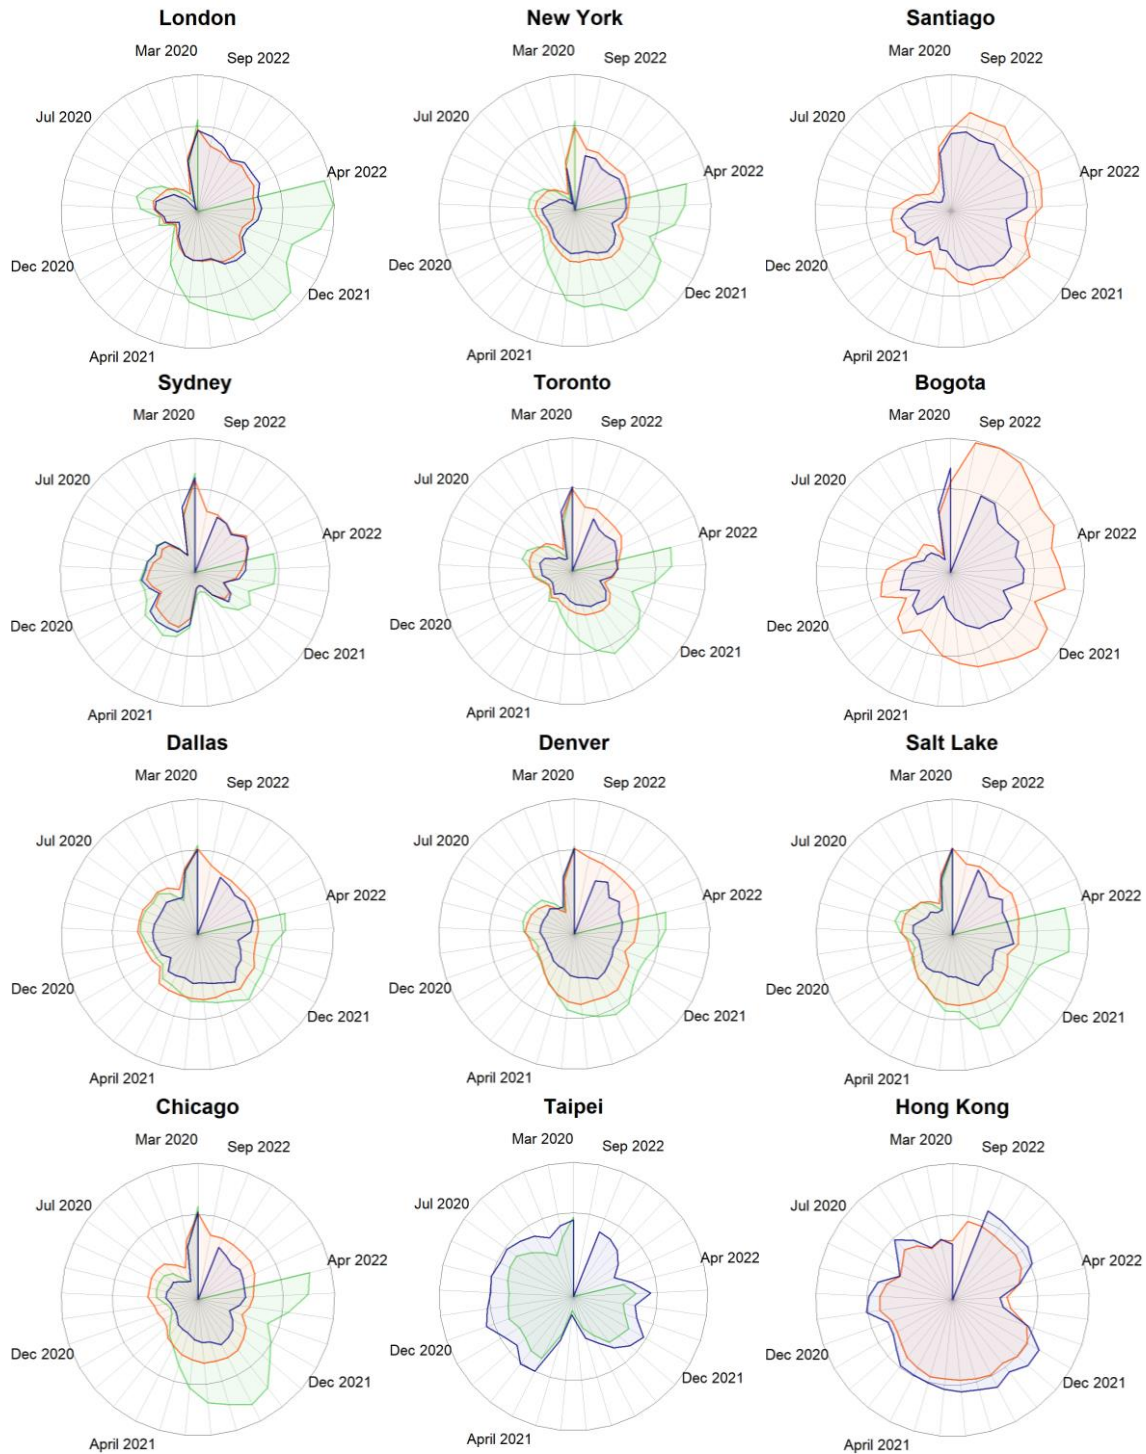 London
New York
Santiago
Mar 2020
Sep 2022
Mar 2020
Sep 2022
Mar 2020
Sep 2022
Jul 2020
Apr 2022
Jul 2020
Apr 2022
Jul 2020
Apr 2022
Dec 2020
Dec 2021
Dec 2020
Dec 2021
Dec 2020
Dec 2021
April 2021
April 2021
April 2021
Sydney
Toronto
Bogota
Mar 2020
Sep 2022
Mar 2020
Sep 2022
Mar 2020
Sep 2022
Jul 2020
Apr 2022
Jul 2020
Apr 2022
Jul 2020
Apr 2022
Dec 2020
Dec 2021
Dec 2020
Dec 2021
Dec 2020
Dec 2021
April 2021
April 2021
April 2021
Dallas
Denver
Salt Lake
Mar 2020
Sep 2022
Mar 2020
Sep 2022
Mar 2020
Sep 2022
Jul 2020
Apr 2022
Jul 2020
Apr 2022
Jul 2020
Apr 2022
Dec 2020
Dec 2021
Dec 2020
Dec 2021
Dec 2020
Dec 2021
April 2021
April 2021
April 2021
Chicago
Taipei
Hong Kong
Mar 2020
Sep 2022
Mar 2020
Sep 2022
Mar 2020
Sep 2022
Jul 2020
Apr 2022
Jul 2020
Apr 2022
Jul 2020
Apr 2022
Dec 2020
Dec 2021
Dec 2020
Dec 2021
Dec 2020
Dec 2021
April 2021
April 2021
April 2021